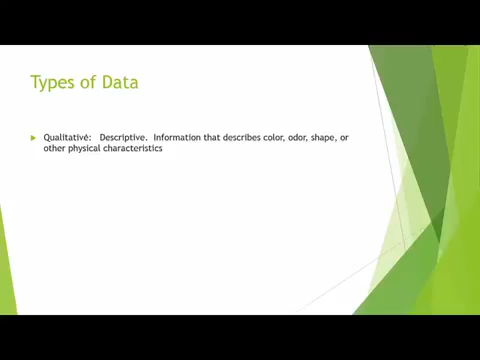 Types of Data
Qualitative: Descriptive. Information that describes color, odor, shape, or
other physical characteristics